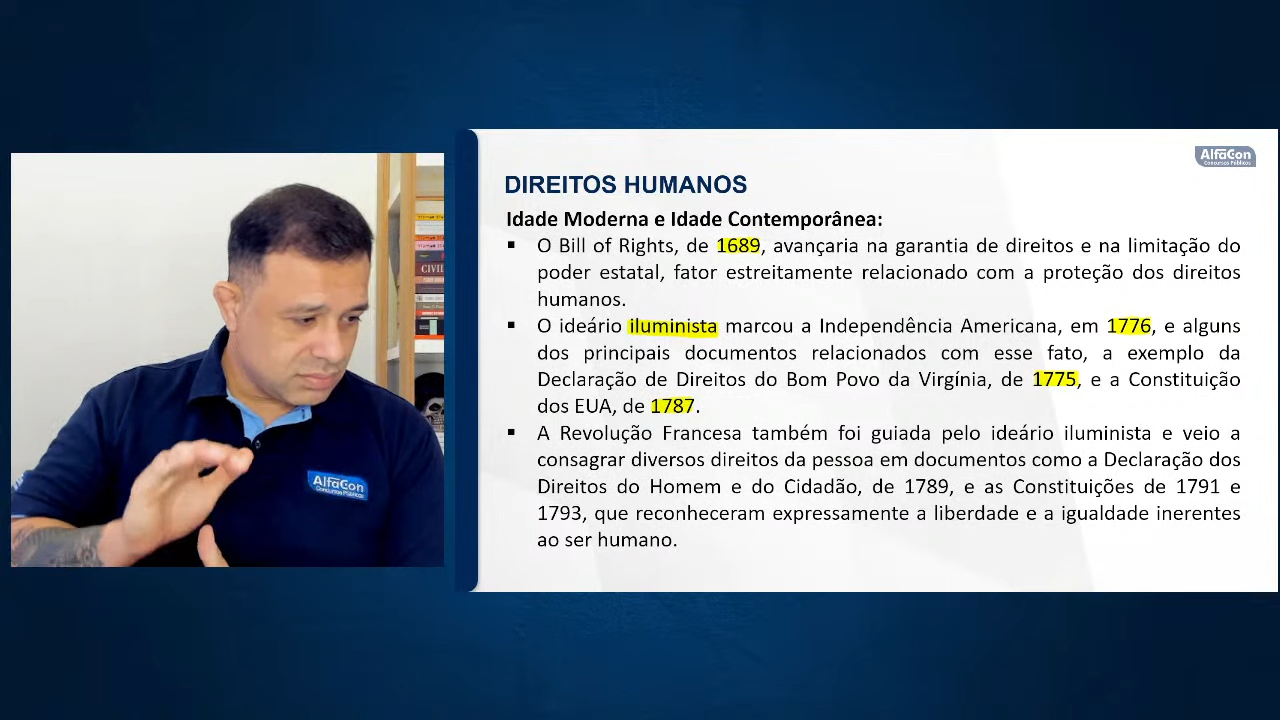 AlfaCon
Concursos Públicos
DIREITOS HUMANOS
Idade Moderna e Idade Contemporânea:
▪ O Bill of Rights, de 1689, avançaria na garantia de direitos e na limitação do
poder estatal, fator estreitamente relacionado com a proteção dos direitos
humanos.
▪ O ideário iluminista marcou a Independência Americana, em 1776, e alguns
dos principais documentos relacionados com esse fato, a exemplo da
Declaração de Direitos do Bom Povo da Virgínia, de 1775, e a Constituição
dos EUA, de 1787.
▪ A Revolução Francesa também foi guiada pelo ideário iluminista e veio a
consagrar diversos direitos da pessoa em documentos como a Declaração dos
Direitos do Homem e do Cidadão, de 1789, e as Constituições de 1791 e
1793, que reconheceram expressamente a liberdade e a igualdade inerentes
ao ser humano.
CIVIL
AlfaCon
Concursos Públicos